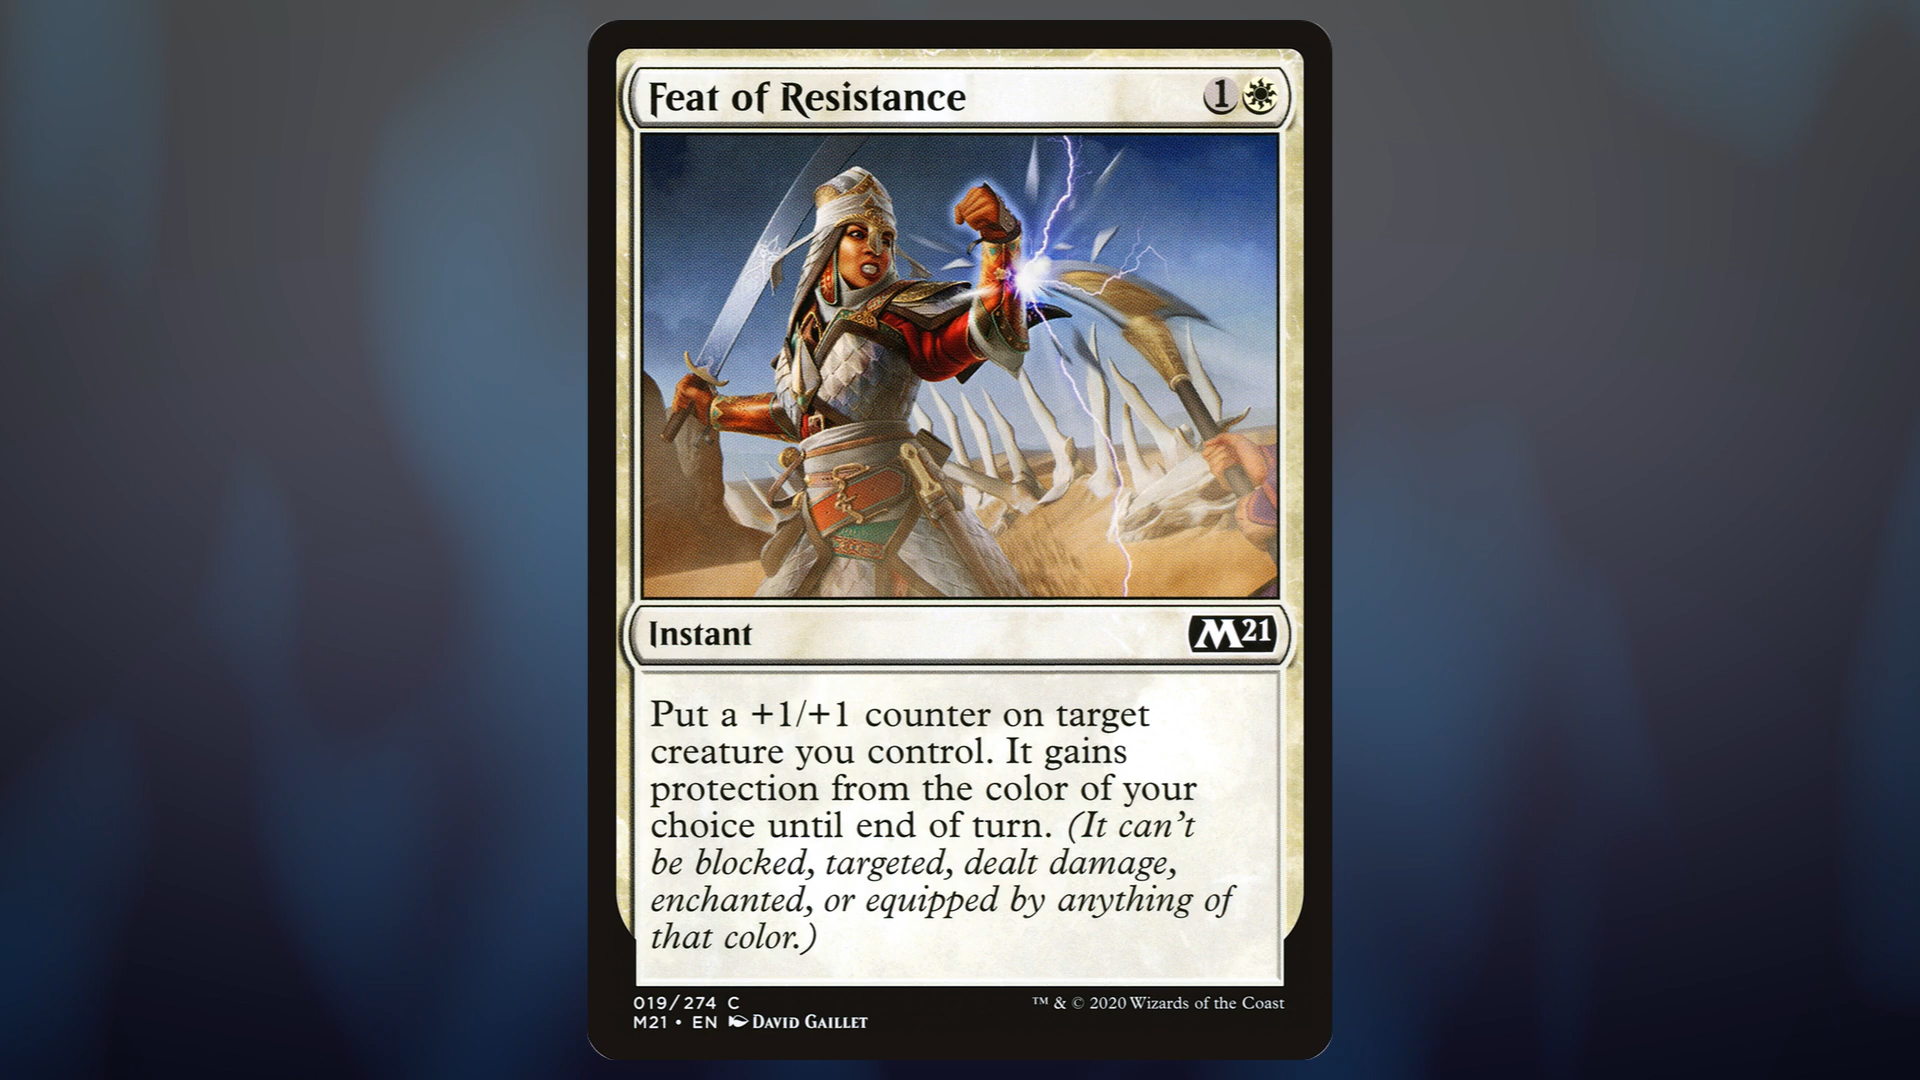 Feat of Resistance 1
Instant M21
Put a +1/+1 counter on target
creature you control. It gains
protection from the color of your
choice until end of turn. (It can't
be blocked, targeted, dealt damage,
enchanted, or equipped by anything of
that color.)
019/274 C ™ & © 2020 Wizards of the Coast
M21 • EN David Gaillet